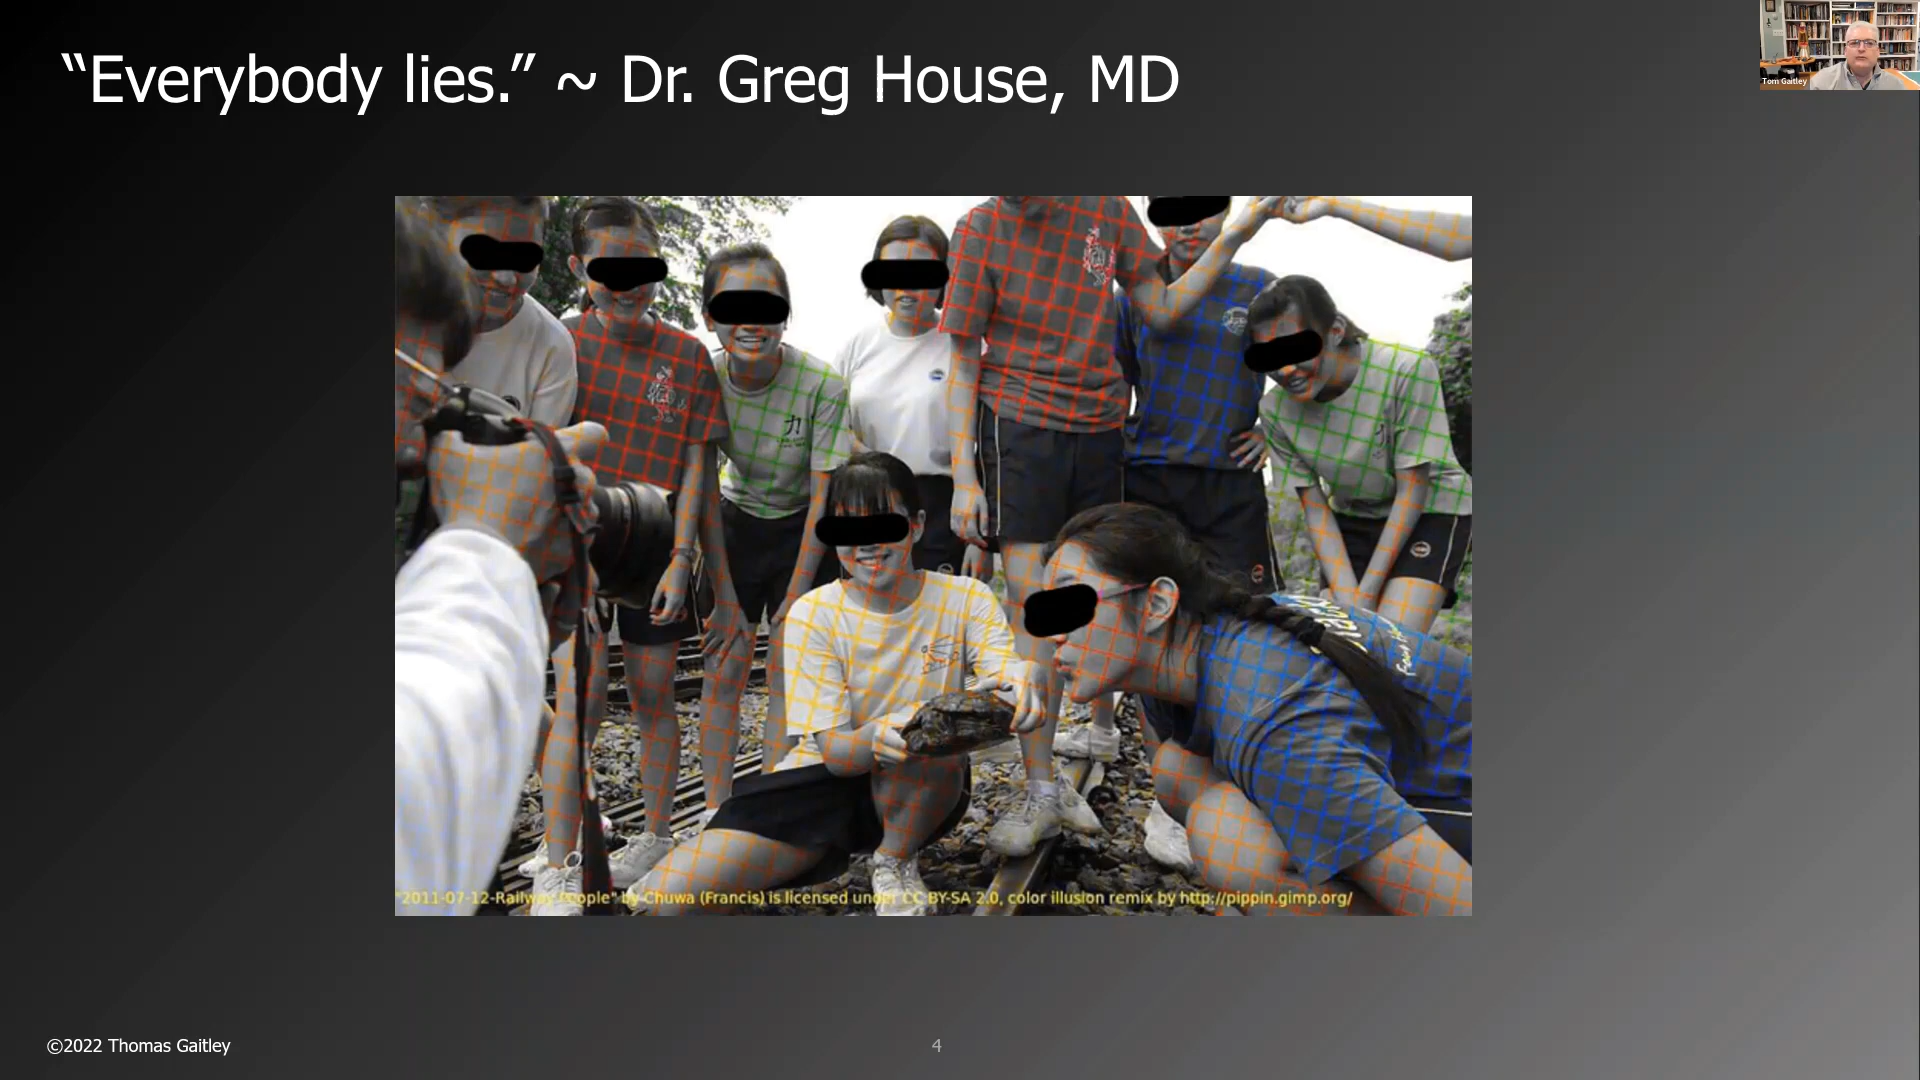 “Everybody lies.” ~ Dr. Greg House, MD
Tom Gaitley
力
"2011-07-12-Railway People" by Chuwa (Francis) is licensed under CC BY-SA 2.0, color illusion remix by http://pippin.gimp.org/
©2022 Thomas Gaitley
4